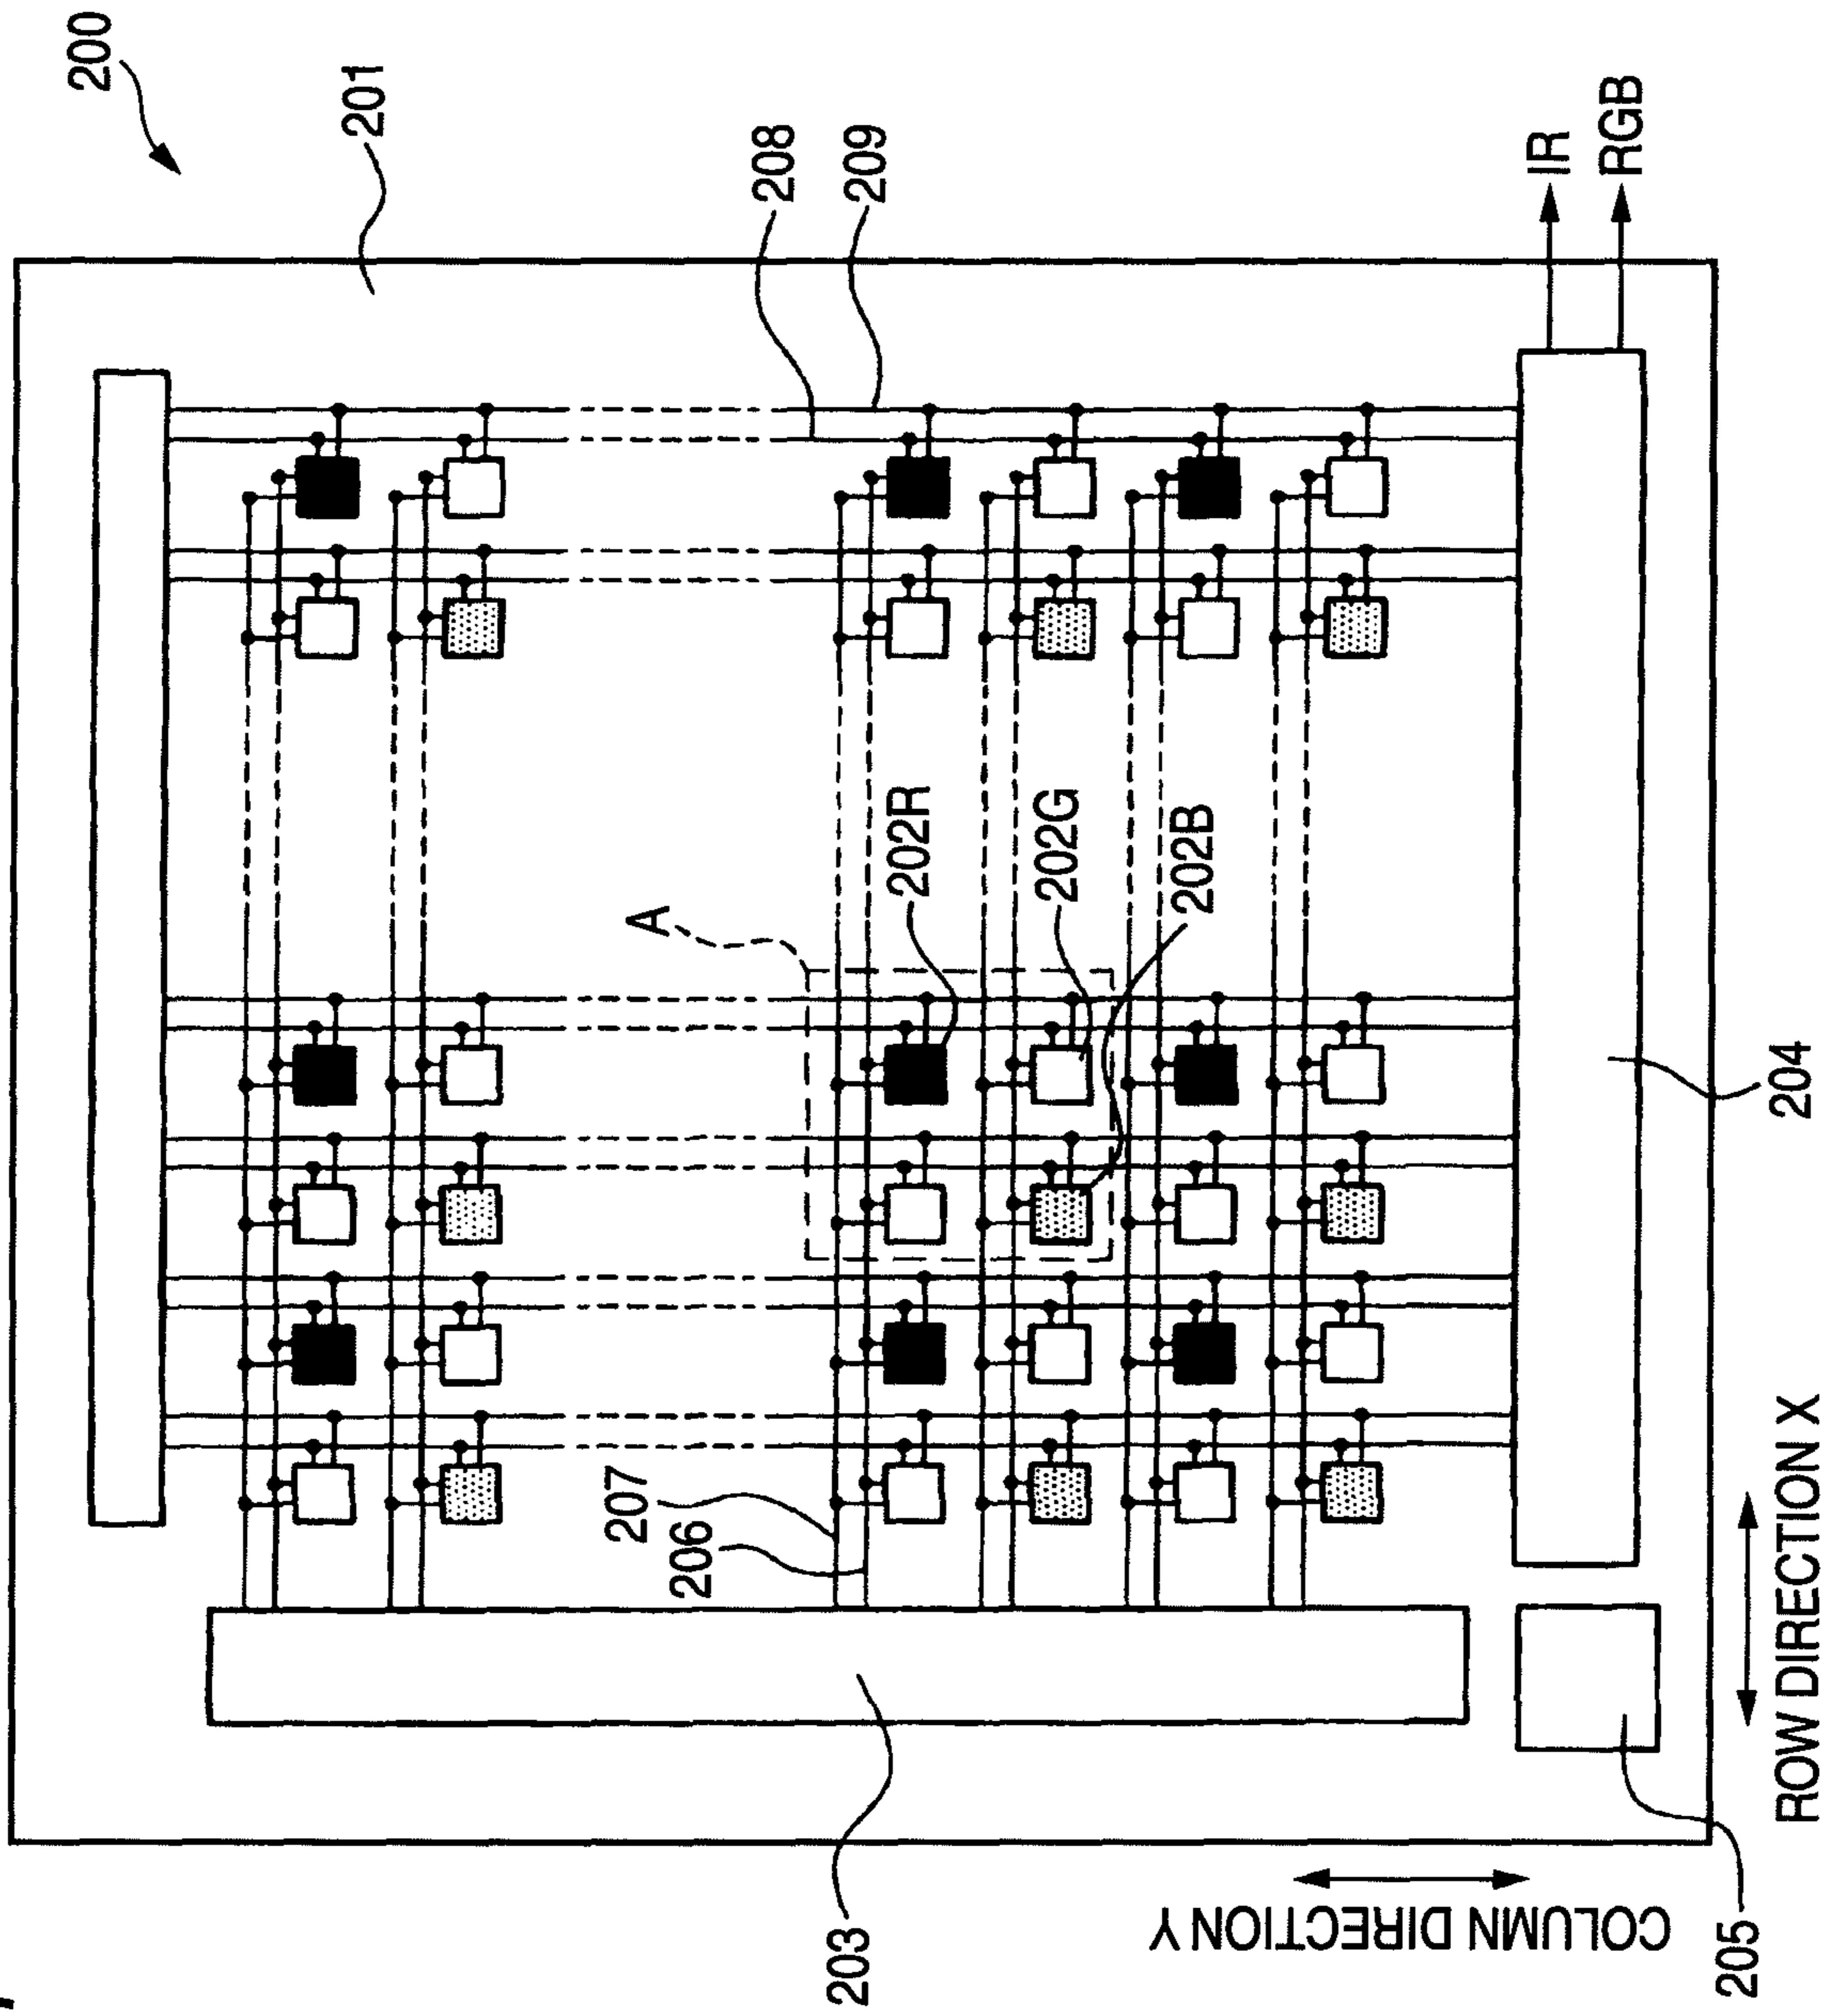 200
201
208
209
IR
RGB
A
202R
202G
202B
207
206
204
203
205
COLUMN DIRECTION Y
ROW DIRECTION X